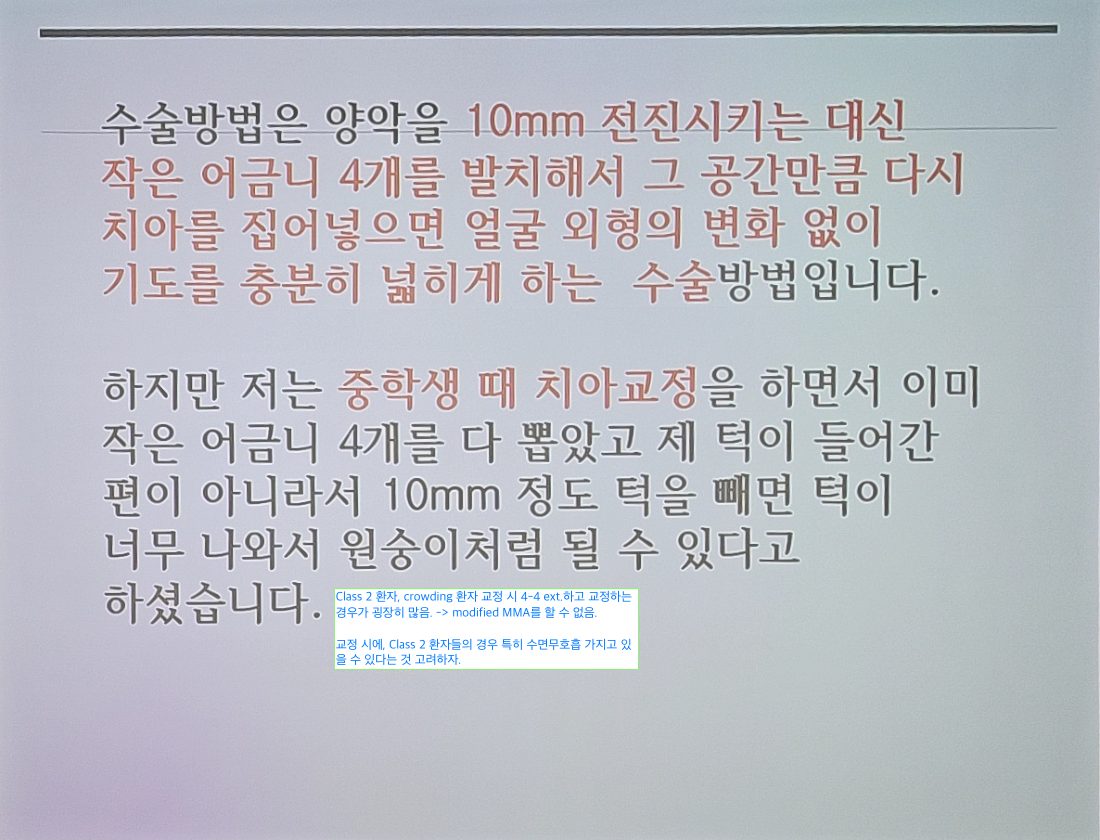 수술방법은 양악을 10mm 전진시키는 대신
작은 어금니 4개를 발치해서 그 공간만큼 다시
치아를 집어넣으면 얼굴 외형의 변화 없이
기도를 충분히 넓히게 하는 수술방법입니다.
하지만 저는 중학생 때 치아교정을 하면서 이미
작은 어금니 4개를 다 뽑았고 제 턱이 들어간
편이 아니라서 10mm 정도 턱을 빼면 턱이
너무 나와서 원숭이처럼 될 수 있다고
하셨습니다.
Class 2 환자, crowding 환자 교정 시 4-4 ext.하고 교정하는
경우가 굉장히 많음. -> modified MMA를 할 수 없음.
교정 시에, Class 2 환자들의 경우 특히 수면무호흡 가지고 있
을 수 있다는 것 고려하자.